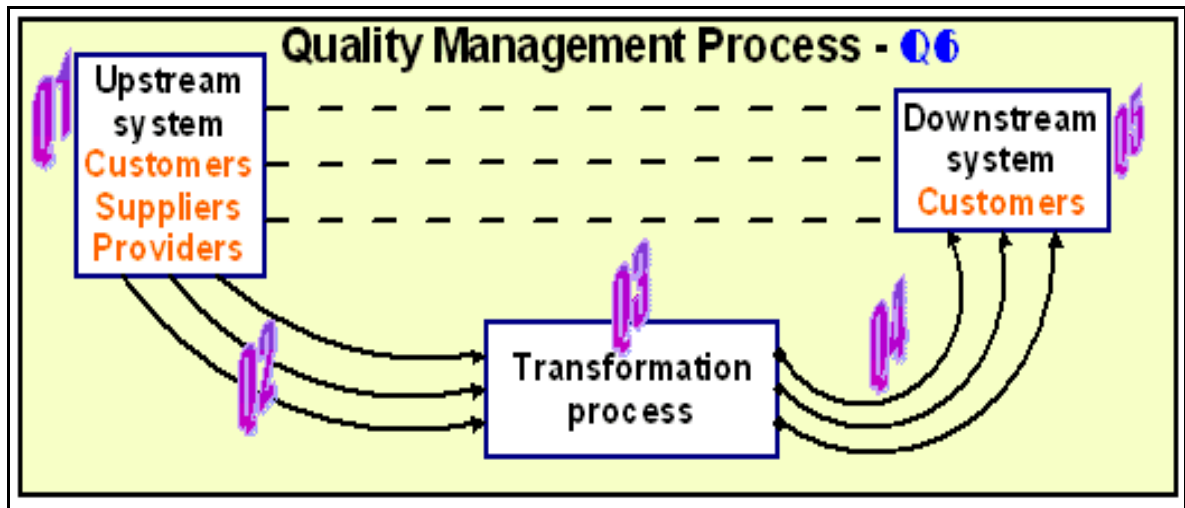 Quality Management Process - Q6
Q1
Upstream
system
Customers
Suppliers
Providers
Downstream
system
Customers
Q5
Q2
Q3
Transformation
process
Q4